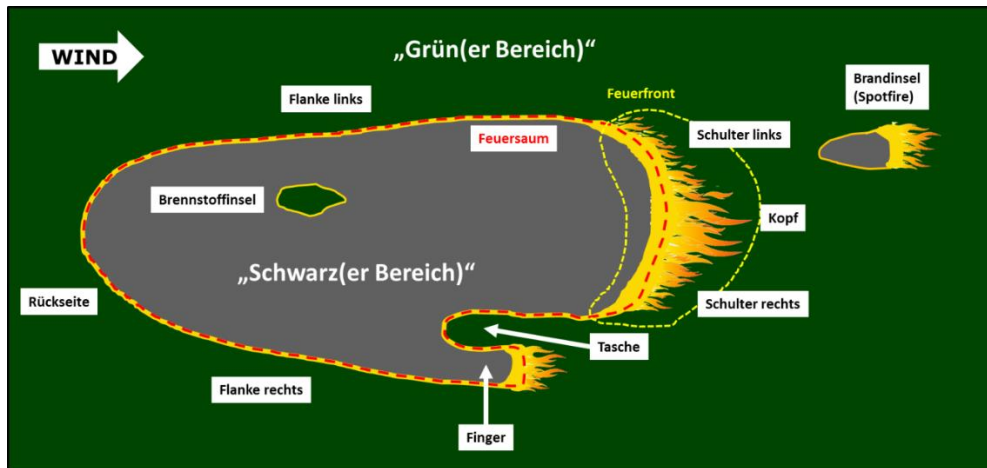 WIND
„Grün(er Bereich)“
Flanke links
Feuerfront
Brandinsel
(Spotfire)
Feuersaum
Schulter links
Brennstoffinsel
Kopf
„Schwarz(er Bereich)“
Rückseite
Schulter rechts
Tasche
Flanke rechts
Finger